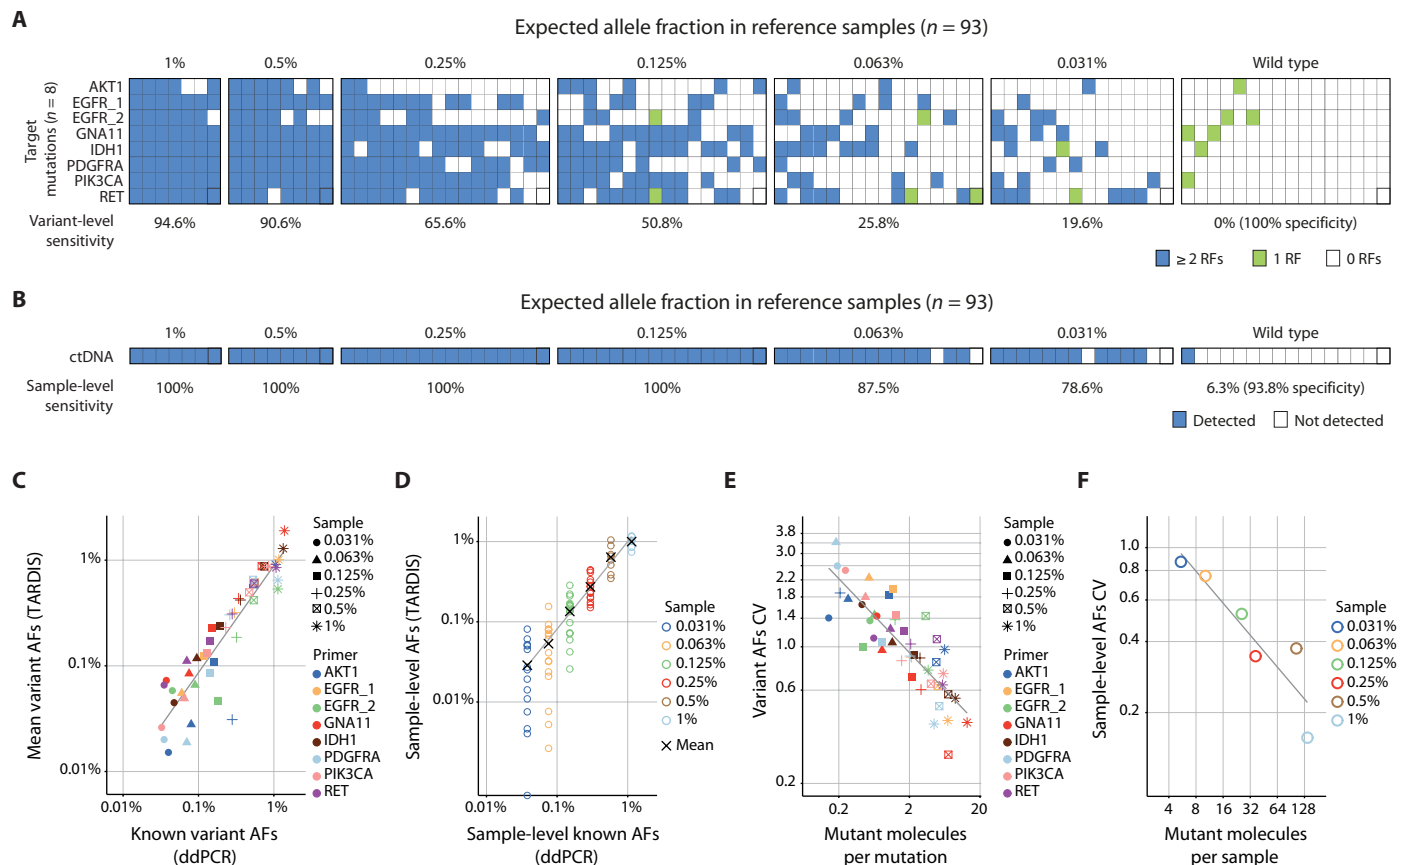 A
Expected allele fraction in reference samples (n = 93)
1% 0.5% 0.25% 0.125% 0.063% 0.031% Wild type
Target mutations (n = 8)
AKT1
EGFR_1
EGFR_2
GNA11
IDH1
PDGFRA
PIK3CA
RET
Variant-level sensitivity
94.6% 90.6% 65.6% 50.8% 25.8% 19.6% 0% (100% specificity)
≥ 2 RFs 1 RF 0 RFs
B
Expected allele fraction in reference samples (n = 93)
1% 0.5% 0.25% 0.125% 0.063% 0.031% Wild type
ctDNA
Sample-level sensitivity
100% 100% 100% 100% 87.5% 78.6% 6.3% (93.8% specificity)
Detected Not detected
C
Mean variant AFs (TARDIS)
1%
0.1%
0.01%
0.01% 0.1% 1%
Known variant AFs
(ddPCR)
Sample
0.031%
0.063%
0.125%
0.25%
0.5%
1%
Primer
AKT1
EGFR_1
EGFR_2
GNA11
IDH1
PDGFRA
PIK3CA
RET
D
Sample-level AFs (TARDIS)
1%
0.1%
0.01%
0.01% 0.1% 1%
Sample-level known AFs
(ddPCR)
Sample
0.031%
0.063%
0.125%
0.25%
0.5%
1%
Mean
E
Variant AFs CV
3.8
3.0
2.2
1.8
1.4
1.0
0.6
0.2
0.2 2 20
Mutant molecules
per mutation
Sample
0.031%
0.063%
0.125%
0.25%
0.5%
1%
Primer
AKT1
EGFR_1
EGFR_2
GNA11
IDH1
PDGFRA
PIK3CA
RET
F
Sample-level AFs CV
1.0
0.8
0.6
0.4
0.2
4 8 16 32 64 128
Mutant molecules
per sample
Sample
0.031%
0.063%
0.125%
0.25%
0.5%
1%